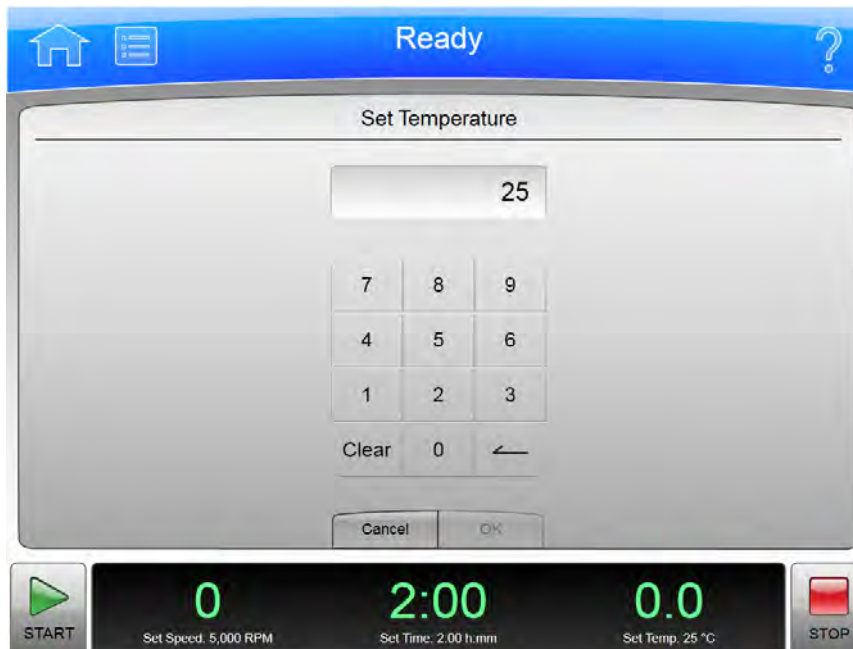 Ready
?
Set Temperature
25
7 8 9
4 5 6
1 2 3
Clear 0
Cancel OK
0 2:00 0.0
START Set Speed. 5,000 RPM Set Time. 2.00 h:mm Set Temp. 25 °C STOP